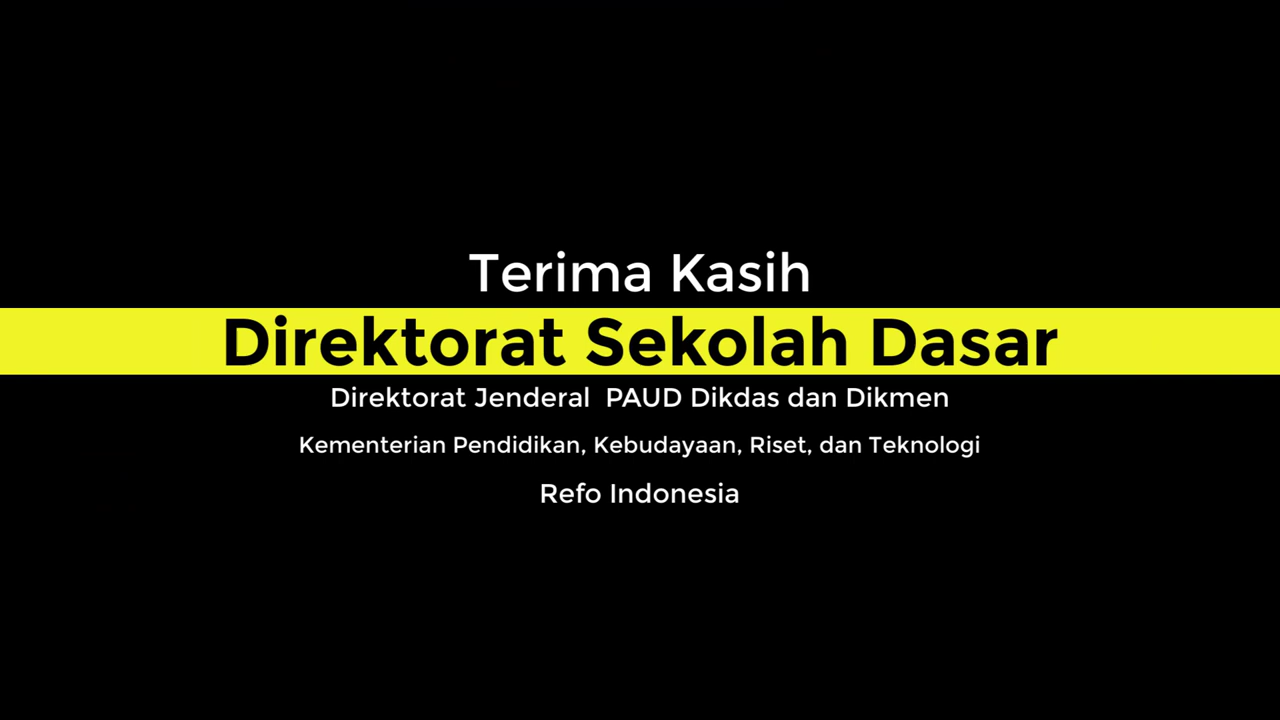 Terima Kasih
Direktorat Sekolah Dasar
Direktorat Jenderal  PAUD Dikdas dan Dikmen
Kementerian Pendidikan, Kebudayaan, Riset, dan Teknologi
Refo Indonesia